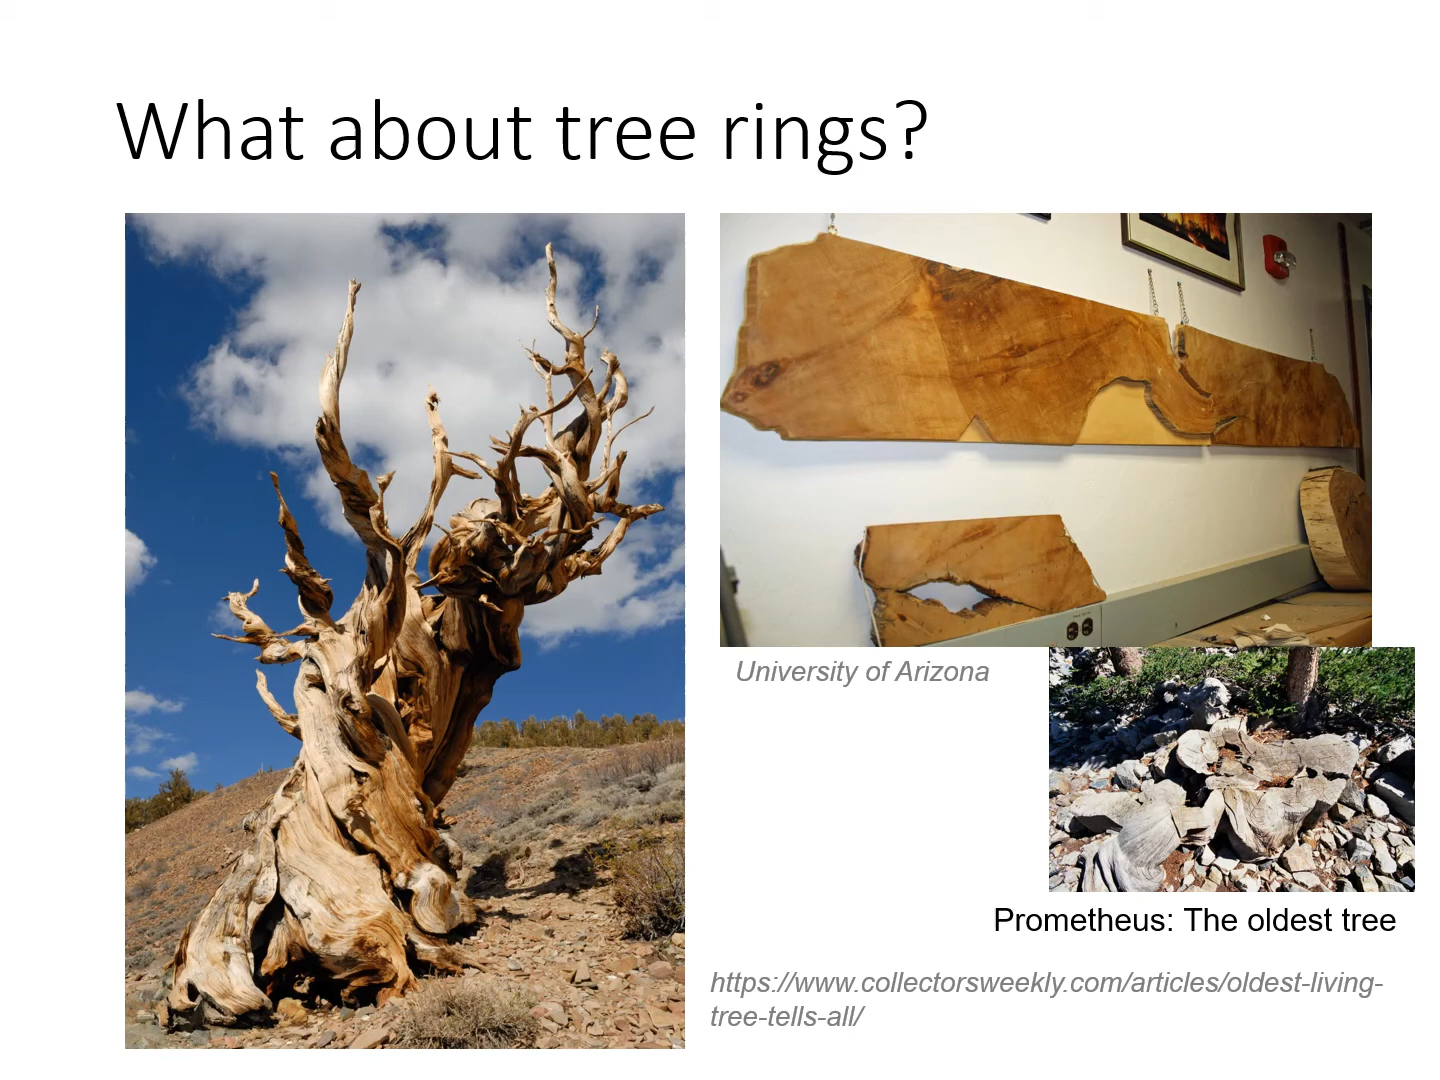 What about tree rings?
University of Arizona
Prometheus: The oldest tree
https://www.collectorsweekly.com/articles/oldest-living-
tree-tells-all/